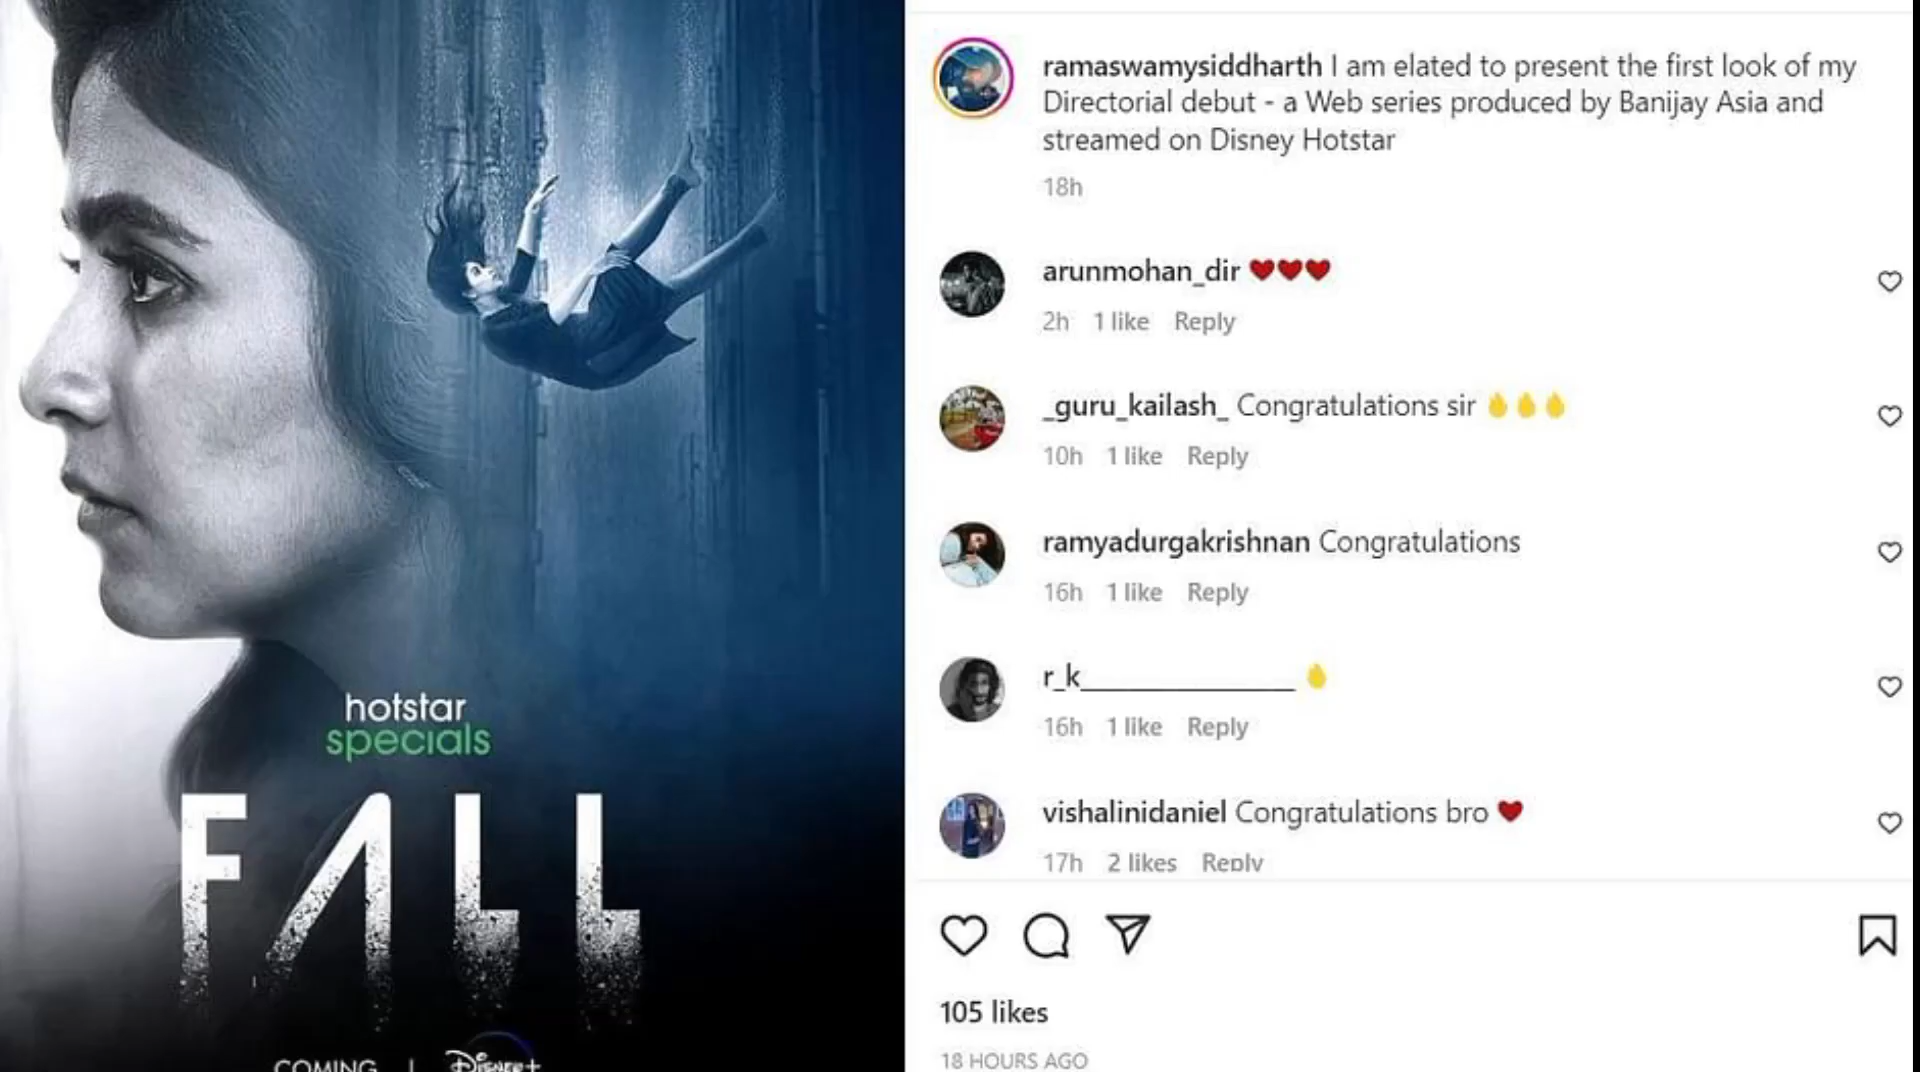 hotstar
specials
FALL
COMING | Disney+
ramaswamysiddharth I am elated to present the first look of my
Directorial debut - a Web series produced by Banijay Asia and
streamed on Disney Hotstar
18h
arunmohan_dir ❤❤❤
2h 1 like Reply
_guru_kailash_ Congratulations sir 🔥🔥🔥
10h 1 like Reply
ramyadurgakrishnan Congratulations
16h 1 like Reply
r_k________________ 🔥
16h 1 like Reply
vishalinidaniel Congratulations bro ❤
17h 2 likes Reply
105 likes
18 HOURS AGO